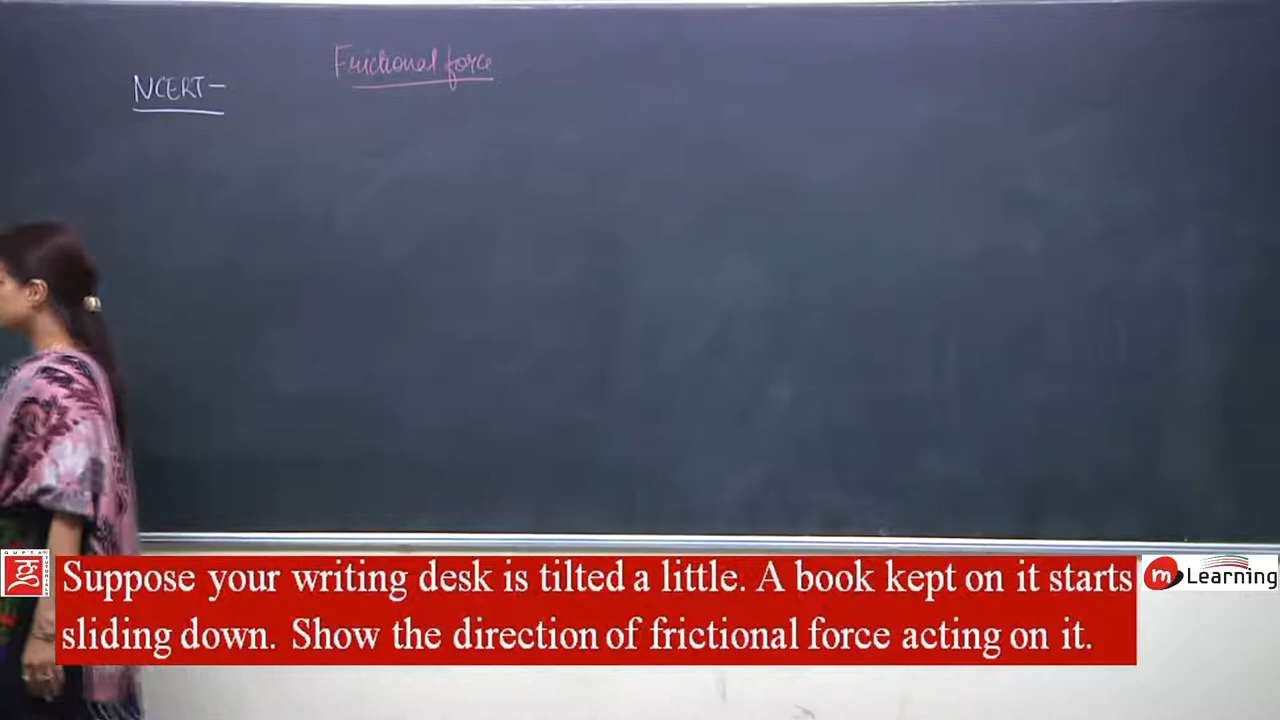 Frictional force
NCERT-
Suppose your writing desk is tilted a little. A book kept on it starts
sliding down. Show the direction of frictional force acting on it.
GUPTA
m Learning